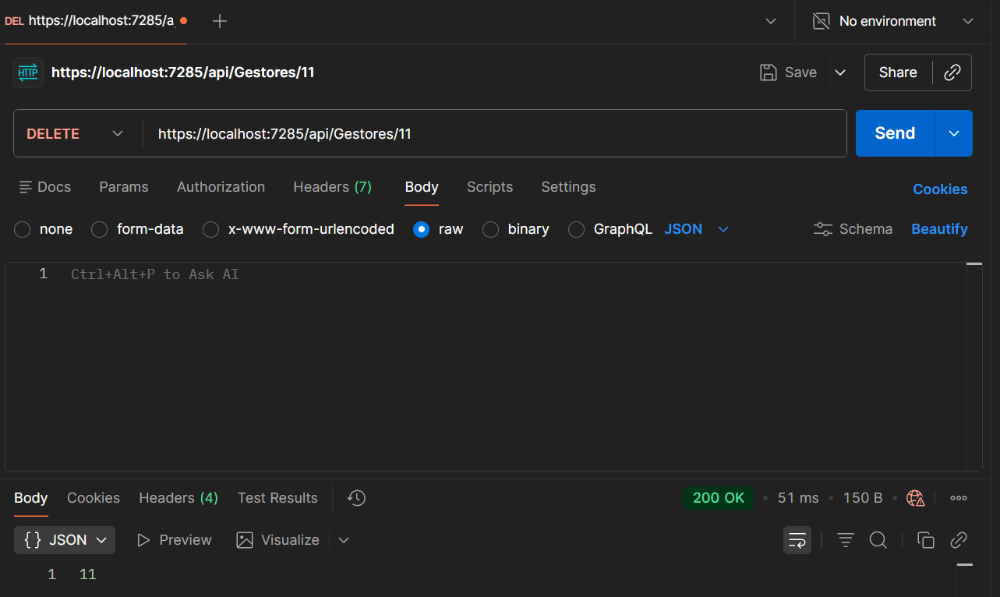 DEL https://localhost:7285/a
No environment
HTTP https://localhost:7285/api/Gestores/11
Save
Share
DELETE
https://localhost:7285/api/Gestores/11
Send
Docs Params Authorization Headers (7) Body Scripts Settings
Cookies
none form-data x-www-form-urlencoded raw binary GraphQL JSON
Schema Beautify
1 Ctrl+Alt+P to Ask AI
Body Cookies Headers (4) Test Results
200 OK • 51 ms • 150 B •
{} JSON Preview Visualize
1 11